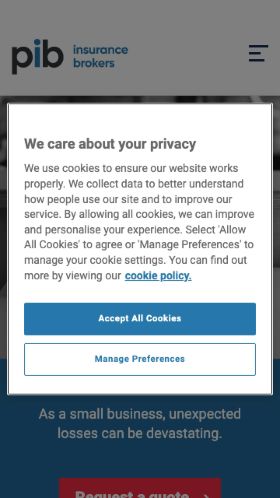 pib insurance
brokers
We care about your privacy
We use cookies to ensure our website works
properly. We collect data to better understand
how people use our site and to improve our
service. By allowing all cookies, we can improve
and personalise your experience. Select 'Allow
All Cookies' to agree or 'Manage Preferences' to
manage your cookie settings. You can find out
more by viewing our cookie policy.
Accept All Cookies
Manage Preferences
As a small business, unexpected
losses can be devastating.
Request a quote